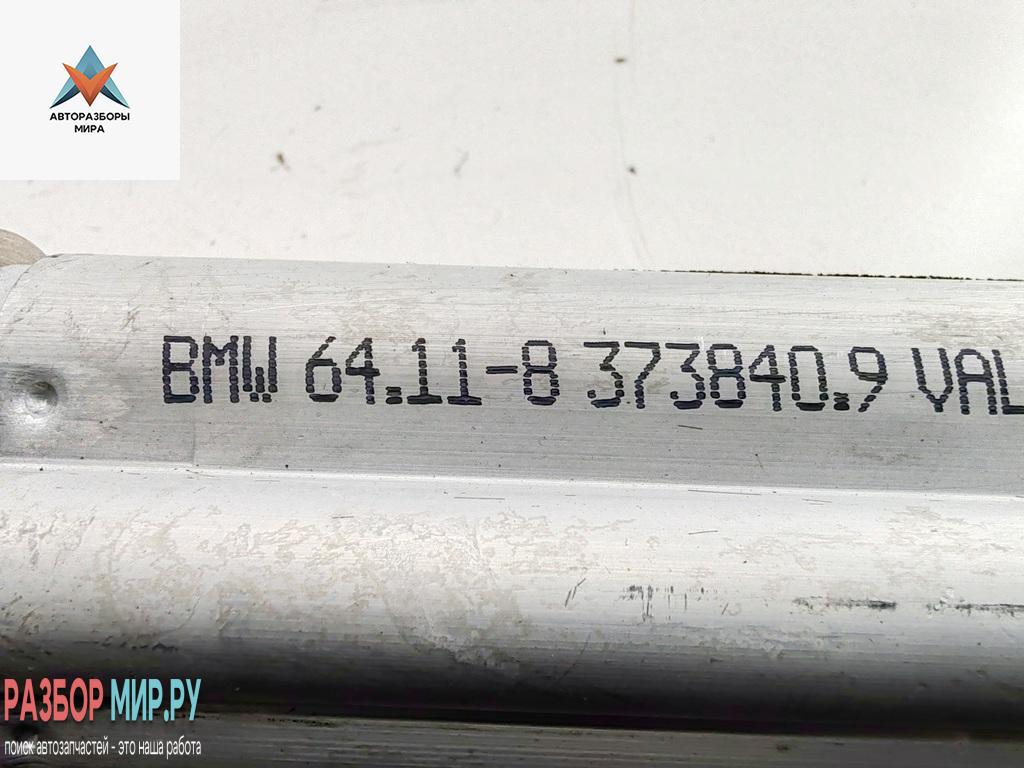 АВТОРАЗБОРЫ
МИРА
BMW 64.11-8 373840.9 VAL
РАЗБОР МИР.РУ
поиск автозапчастей - это наша работа